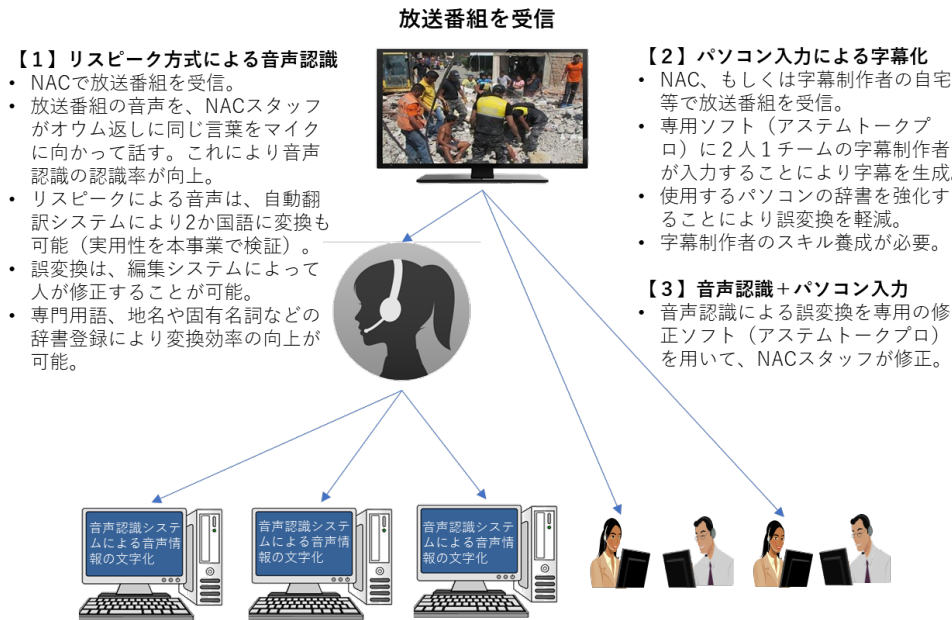 放送番組を受信
【１】リスピーク方式による音声認識
• NACで放送番組を受信。
• 放送番組の音声を、NACスタッフ
がオウム返しに同じ言葉をマイク
に向かって話す。これにより音声
認識の認識率が向上。
• リスピークによる音声は、自動翻
訳システムにより2か国語に変換も
可能（実用性を本事業で検証）。
• 誤変換は、編集システムによって
人が修正することが可能。
• 専門用語、地名や固有名詞などの
辞書登録により変換効率の向上が
可能。
【２】パソコン入力による字幕化
• NAC、もしくは字幕制作者の自宅
等で放送番組を受信。
• 専用ソフト（アステムトークプ
ロ）に２人１チームの字幕制作者
が入力することにより字幕を生成。
• 使用するパソコンの辞書を強化す
ることにより誤変換を軽減。
• 字幕制作者のスキル養成が必要。
【３】音声認識＋パソコン入力
• 音声認識による誤変換を専用の修
正ソフト（アステムトークプロ）
を用いて、NACスタッフが修正。
音声認識システ
ムによる音声情
報の文字化
音声認識システ
ムによる音声情
報の文字化
音声認識システ
ムによる音声情
報の文字化